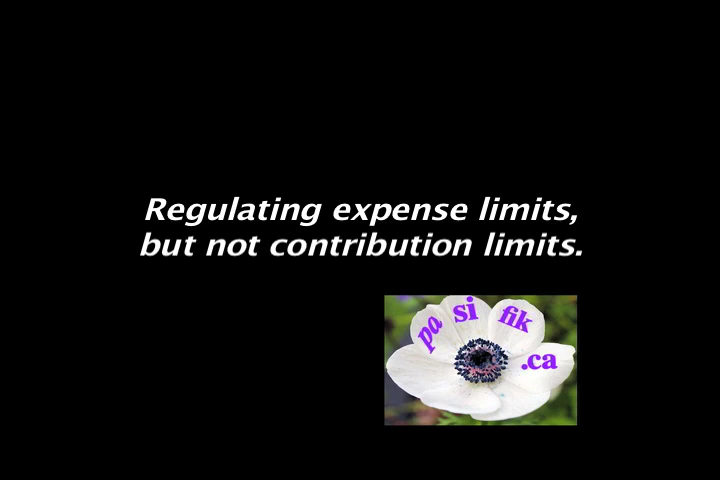 Regulating expense limits,
but not contribution limits.
pa si fik
.ca